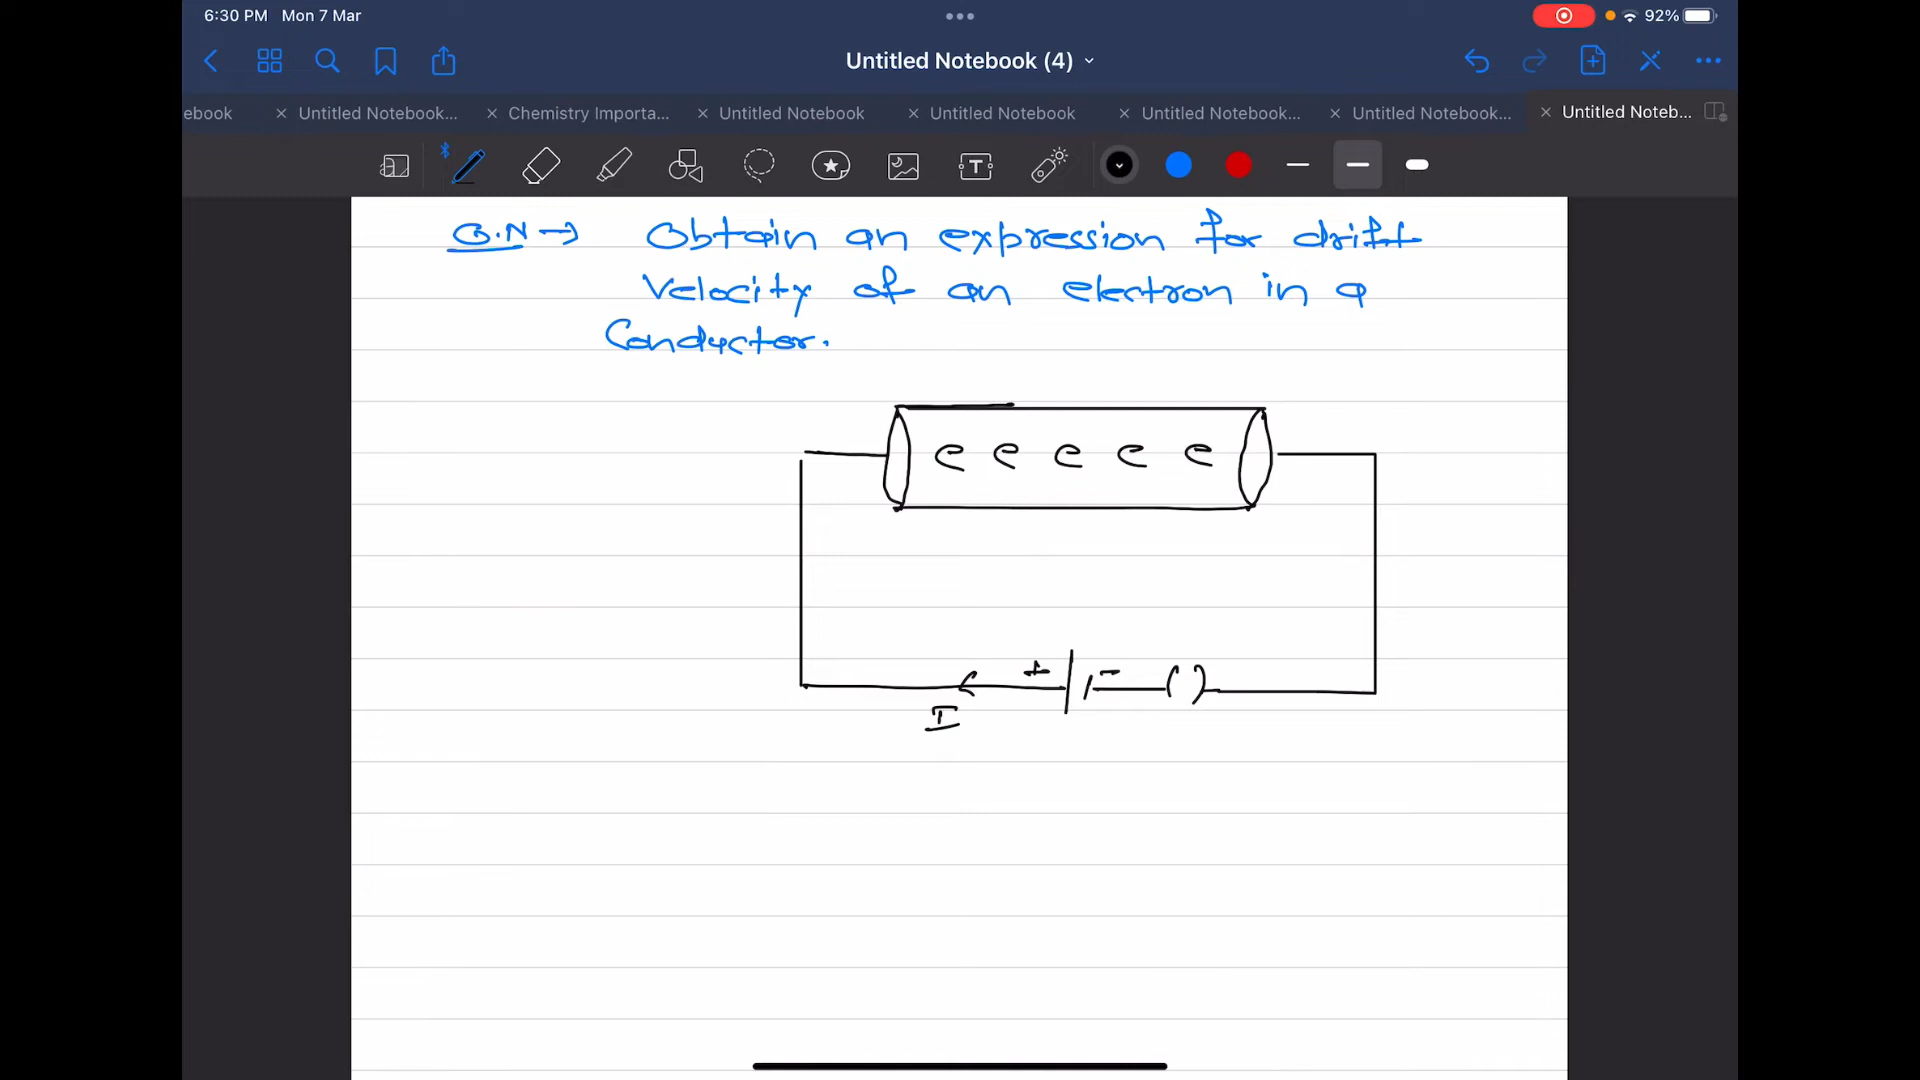 6:30 PM Mon 7 Mar
92%
Untitled Notebook (4)
ebook
Untitled Notebook...
Chemistry Importa...
Untitled Notebook
Untitled Notebook
Untitled Notebook...
Untitled Notebook...
Untitled Noteb...
T
Q.N → Obtain an expression for drift
Velocity of an electron in a
Conductor.
e e e e e
+ - ( )
I